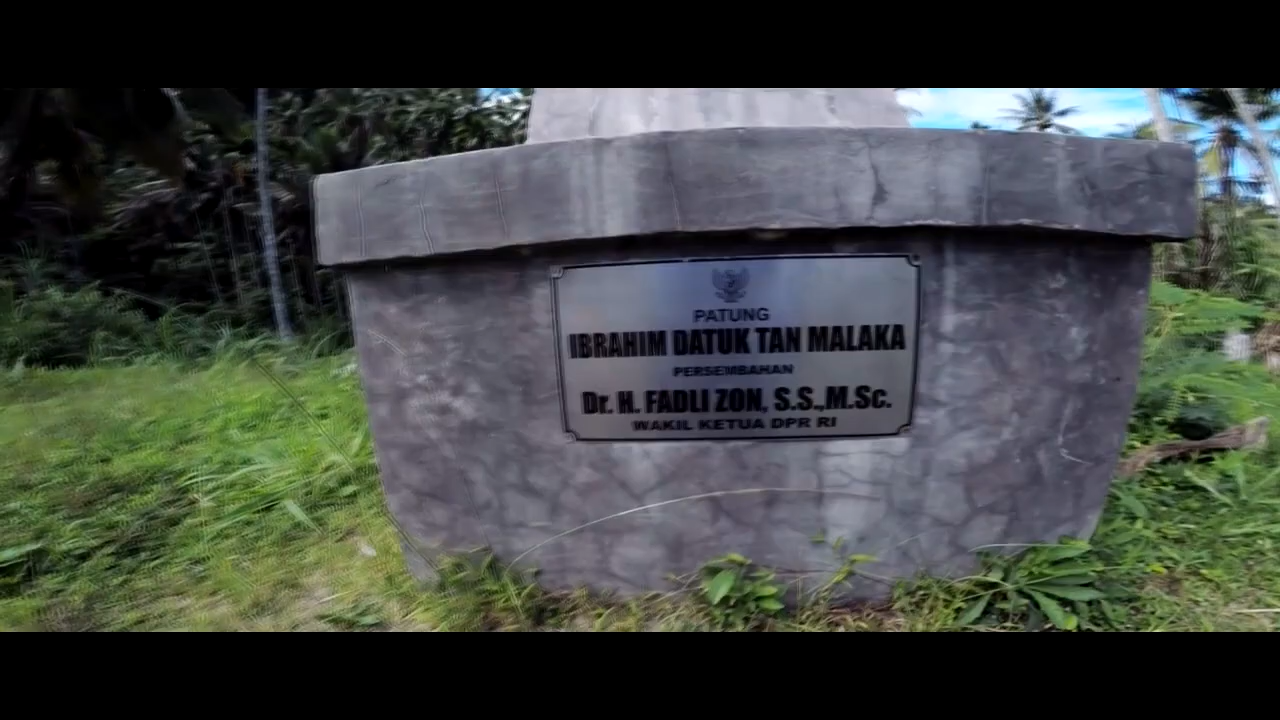 PATUNG
IBRAHIM DATUK TAN MALAKA
PERSEMBAHAN
Dr. H. FADLI ZON, S.S.,M.Sc.
WAKIL KETUA DPR RI